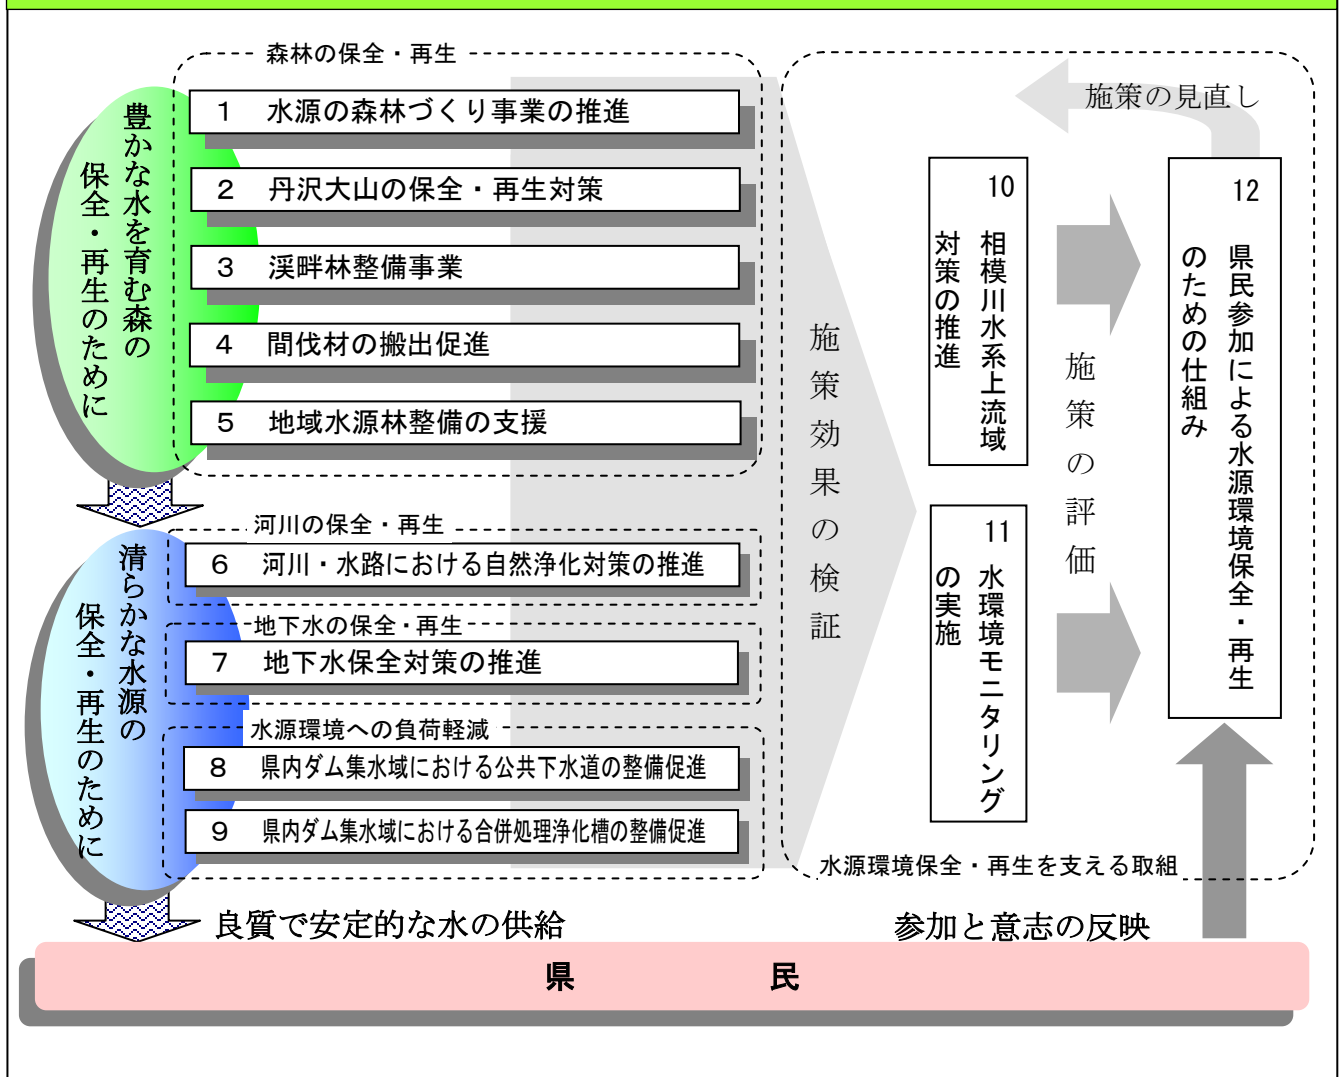 豊かな水を育む森の
保全・再生のために
森林の保全・再生
1 水源の森林づくり事業の推進
2 丹沢大山の保全・再生対策
3 渓畔林整備事業
4 間伐材の搬出促進
5 地域水源林整備の支援
清らかな水源の
保全・再生のために
河川の保全・再生
6 河川・水路における自然浄化対策の推進
地下水の保全・再生
7 地下水保全対策の推進
水源環境への負荷軽減
8 県内ダム集水域における公共下水道の整備促進
9 県内ダム集水域における合併処理浄化槽の整備促進
施策効果の検証
10 相模川水系上流域
対策の推進
11 水環境モニタリング
の実施
施策の評価
施策の見直し
12 県民参加による水源環境保全・再生
のための仕組み
水源環境保全・再生を支える取組
良質で安定的な水の供給
参加と意志の反映
県 民